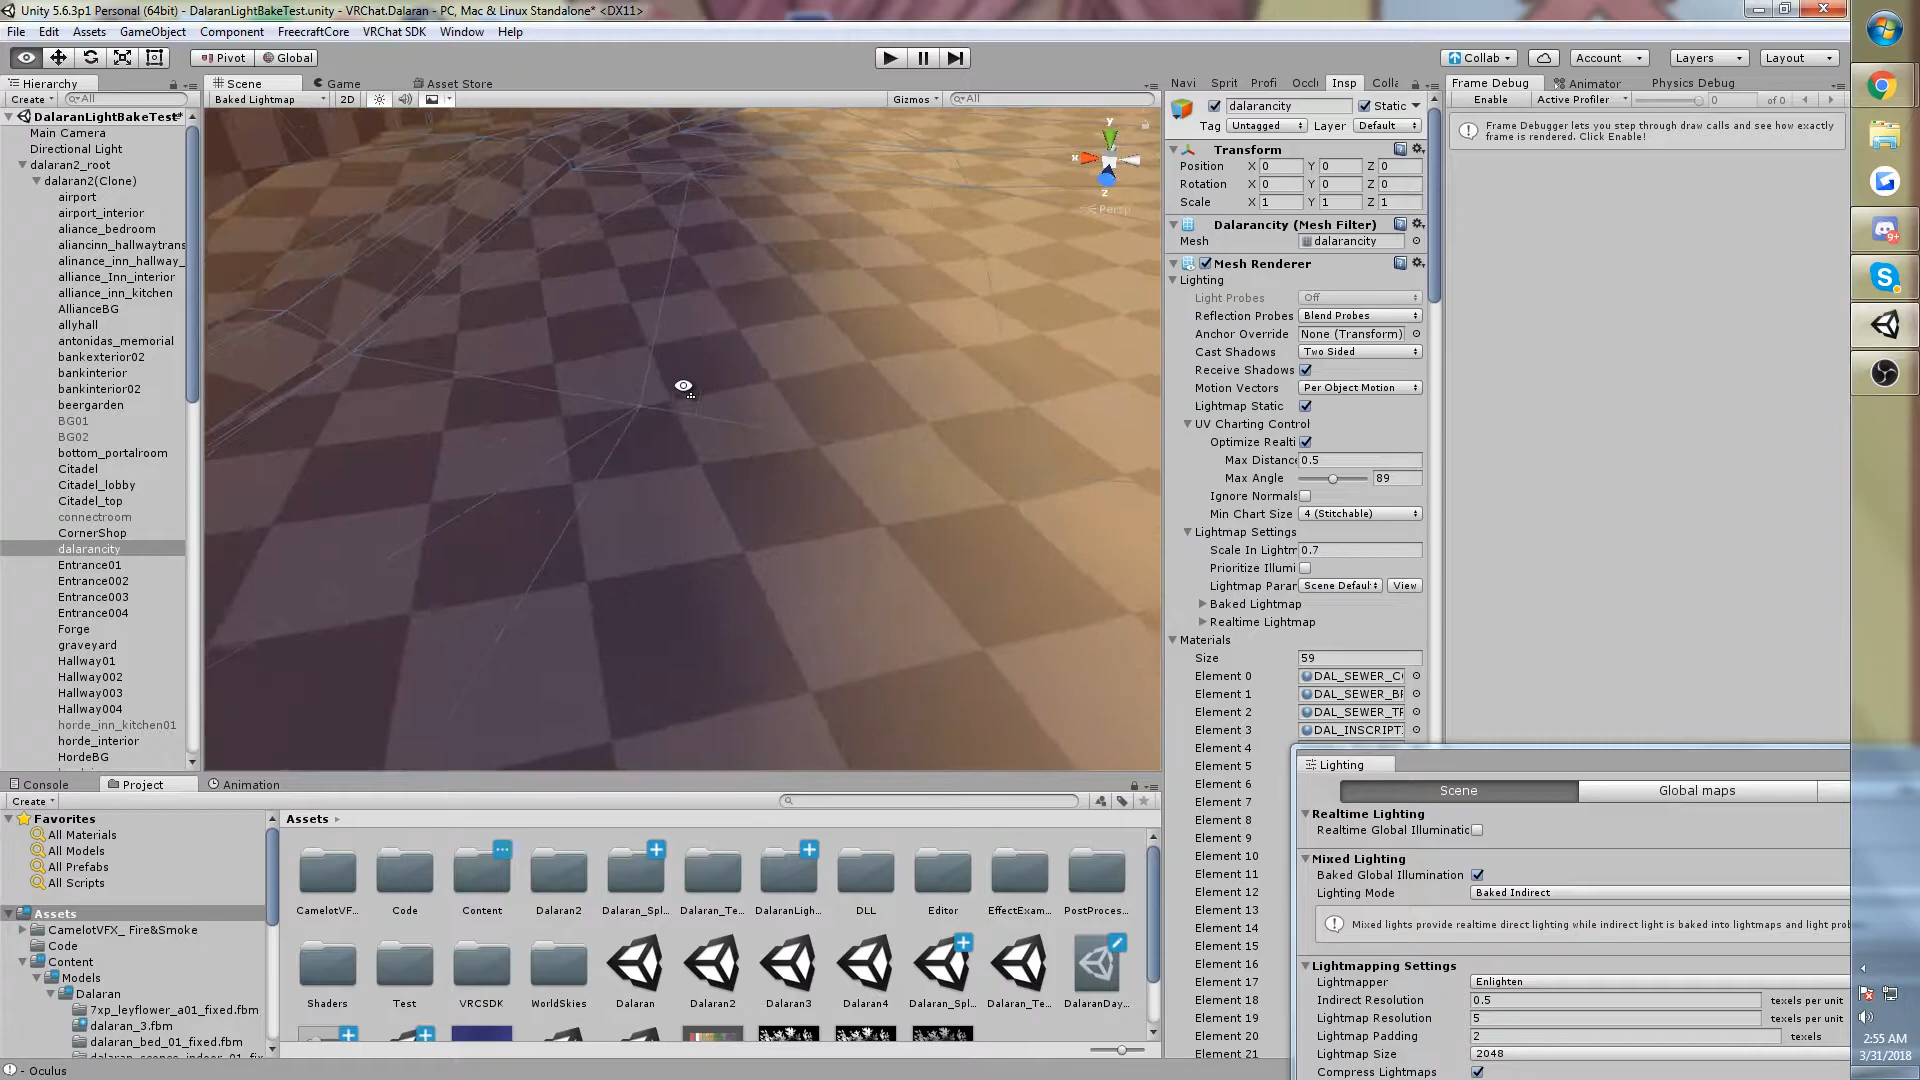 Unity 5.6.3p1 Personal (64bit) - DalaranLightBakeTest.unity - VRChat.Dalaran - PC, Mac & Linux Standalone* <DX11>
File Edit Assets GameObject Component FreecraftCore VRChat SDK Window Help
Pivot Global Collab Account Layers Layout
Hierarchy
Create All
DalaranLightBakeTest*
Main Camera
Directional Light
dalaran2_root
dalaran2(Clone)
airport
airport_interior
aliance_bedroom
aliancinn_hallwaytrans
alinance_inn_hallway_
alliance_Inn_interior
alliance_inn_kitchen
AllianceBG
allyhall
antonidas_memorial
bankexterior02
bankinterior
bankinterior02
beergarden
BG01
BG02
bottom_portalroom
Citadel
Citadel_lobby
Citadel_top
connectroom
CornerShop
dalarancity
Entrance01
Entrance002
Entrance003
Entrance004
Forge
graveyard
Hallway01
Hallway002
Hallway003
Hallway004
horde_inn_kitchen01
horde_interior
HordeBG
Scene Game Asset Store
Baked Lightmap 2D Gizmos All
y
x
z
Persp
Navi Sprit Profi Occl Insp Colla
dalarancity Static
Tag Untagged Layer Default
Transform
Position X 0 Y 0 Z 0
Rotation X 0 Y 0 Z 0
Scale X 1 Y 1 Z 1
Dalarancity (Mesh Filter)
Mesh dalarancity
Mesh Renderer
Lighting
Light Probes Off
Reflection Probes Blend Probes
Anchor Override None (Transform)
Cast Shadows Two Sided
Receive Shadows
Motion Vectors Per Object Motion
Lightmap Static
UV Charting Control
Optimize Realti
Max Distance 0.5
Max Angle 89
Ignore Normals
Min Chart Size 4 (Stitchable)
Lightmap Settings
Scale In Lightm 0.7
Prioritize Illumi
Lightmap Paran Scene Defaul View
Baked Lightmap
Realtime Lightmap
Materials
Size 59
Element 0 DAL_SEWER_C
Element 1 DAL_SEWER_BF
Element 2 DAL_SEWER_TF
Element 3 DAL_INSCRIPT
Element 4
Element 5
Element 6
Element 7
Element 8
Element 9
Element 10
Element 11
Element 12
Element 13
Element 14
Element 15
Element 16
Element 17
Element 18
Element 19
Element 20
Element 21
Frame Debug Animator Physics Debug
Enable Active Profiler 0 of 0
Frame Debugger lets you step through draw calls and see how exactly
frame is rendered. Click Enable!
Lighting
Scene Global maps
Realtime Lighting
Realtime Global Illuminatic
Mixed Lighting
Baked Global Illumination
Lighting Mode Baked Indirect
Mixed lights provide realtime direct lighting while indirect light is baked into lightmaps and light prob
Lightmapping Settings
Lightmapper Enlighten
Indirect Resolution 0.5 texels per unit
Lightmap Resolution 5 texels per unit
Lightmap Padding 2 texels
Lightmap Size 2048
Compress Lightmaps
Console Project Animation
Create
Favorites
All Materials
All Models
All Prefabs
All Scripts
Assets
CamelotVFX_ Fire&Smoke
Code
Content
Models
Dalaran
7xp_leyflower_a01_fixed.fbm
dalaran_3.fbm
dalaran_bed_01_fixed.fbm
Assets
CamelotVF... Code Content Dalaran2 Dalaran_Spl... Dalaran_Te... DalaranLigh... DLL Editor EffectExam... PostProces...
Shaders Test VRCSDK WorldSkies Dalaran Dalaran2 Dalaran3 Dalaran4 Dalaran_Spl... Dalaran_Te... DalaranDay...
- Oculus
9+
2:55 AM
3/31/2018